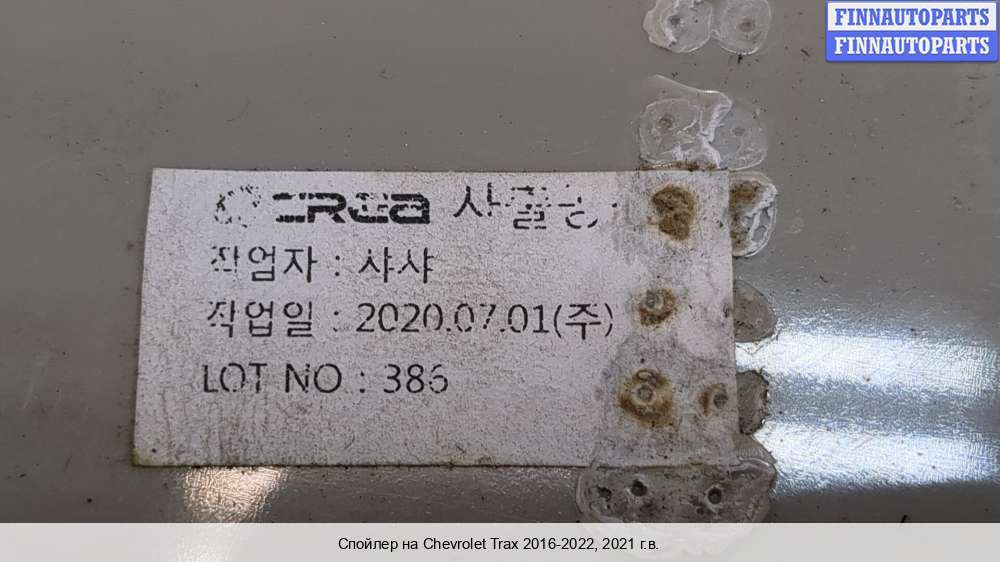 FINNAUTOPARTS
FINNAUTOPARTS
작업자 : 샤샤
작업일 : 2020.07.01(주)
LOT NO : 386
Спойлер на Chevrolet Trax 2016-2022, 2021 г.в.